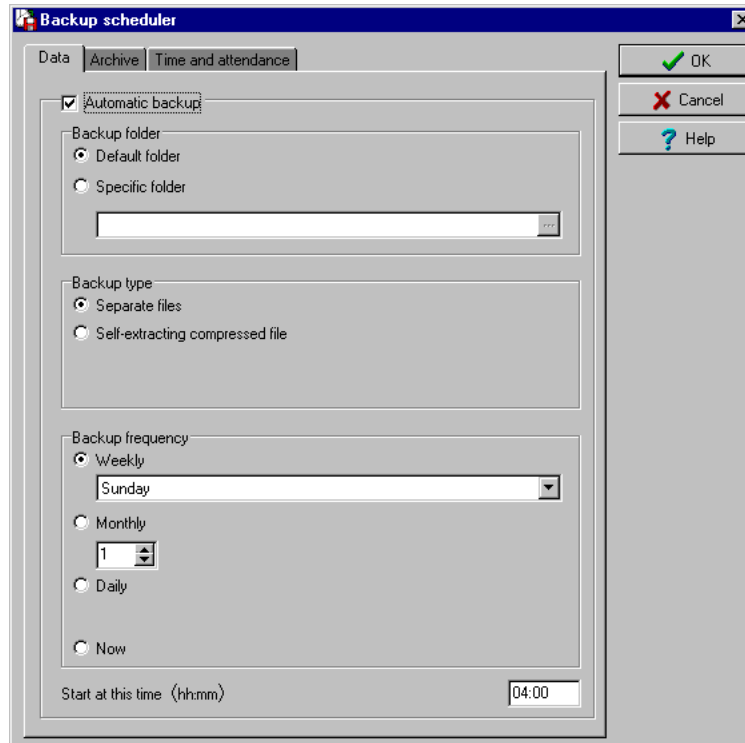 Backup scheduler
Data Archive Time and attendance
OK
Cancel
Help
Automatic backup
Backup folder
Default folder
Specific folder
...
Backup type
Separate files
Self-extracting compressed file
Backup frequency
Weekly
Sunday
Monthly
1
Daily
Now
Start at this time (hh:mm) 04:00